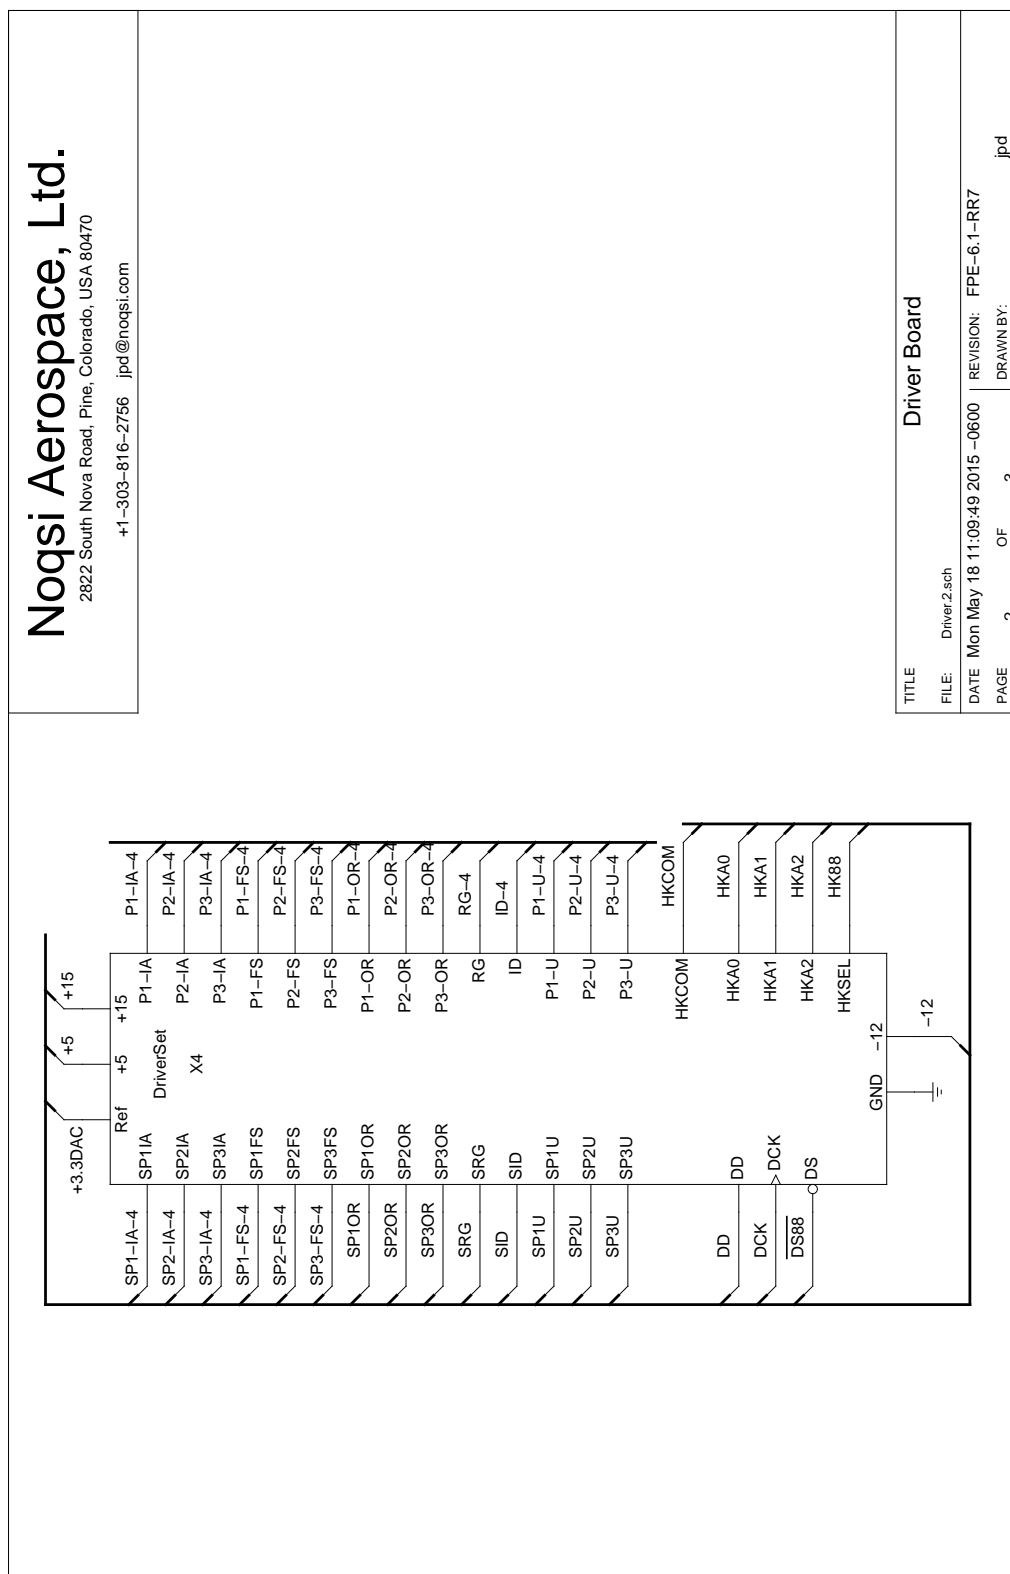 Noqsi Aerospace, Ltd.
2822 South Nova Road, Pine, Colorado, USA 80470
+1−303−816−2756 jpd@noqsi.com
+3.3DAC
+5
+15
Ref
+5
+15
DriverSet
X4
SP1−IA−4
SP1IA
P1−IA
P1−IA−4
SP2−IA−4
SP2IA
P2−IA
P2−IA−4
SP3−IA−4
SP3IA
P3−IA
P3−IA−4
SP1−FS−4
SP1FS
P1−FS
P1−FS−4
SP2−FS−4
SP2FS
P2−FS
P2−FS−4
SP3−FS−4
SP3FS
P3−FS
P3−FS−4
SP1OR
SP1OR
P1−OR
P1−OR−4
SP2OR
SP2OR
P2−OR
P2−OR−4
SP3OR
SP3OR
P3−OR
P3−OR−4
SRG
SRG
RG
RG−4
SID
SID
ID
ID−4
SP1U
SP1U
P1−U
P1−U−4
SP2U
SP2U
P2−U
P2−U−4
SP3U
SP3U
P3−U
P3−U−4
HKCOM
HKCOM
DD
DD
HKA0
HKA0
DCK
DCK
HKA1
HKA1
DS88
DS
HKA2
HKA2
HKSEL
HK88
GND
−12
−12
TITLE
Driver Board
FILE: Driver.2.sch
DATE Mon May 18 11:09:49 2015 −0600
REVISION: FPE−6.1−RR7
PAGE OF
DRAWN BY: jpd